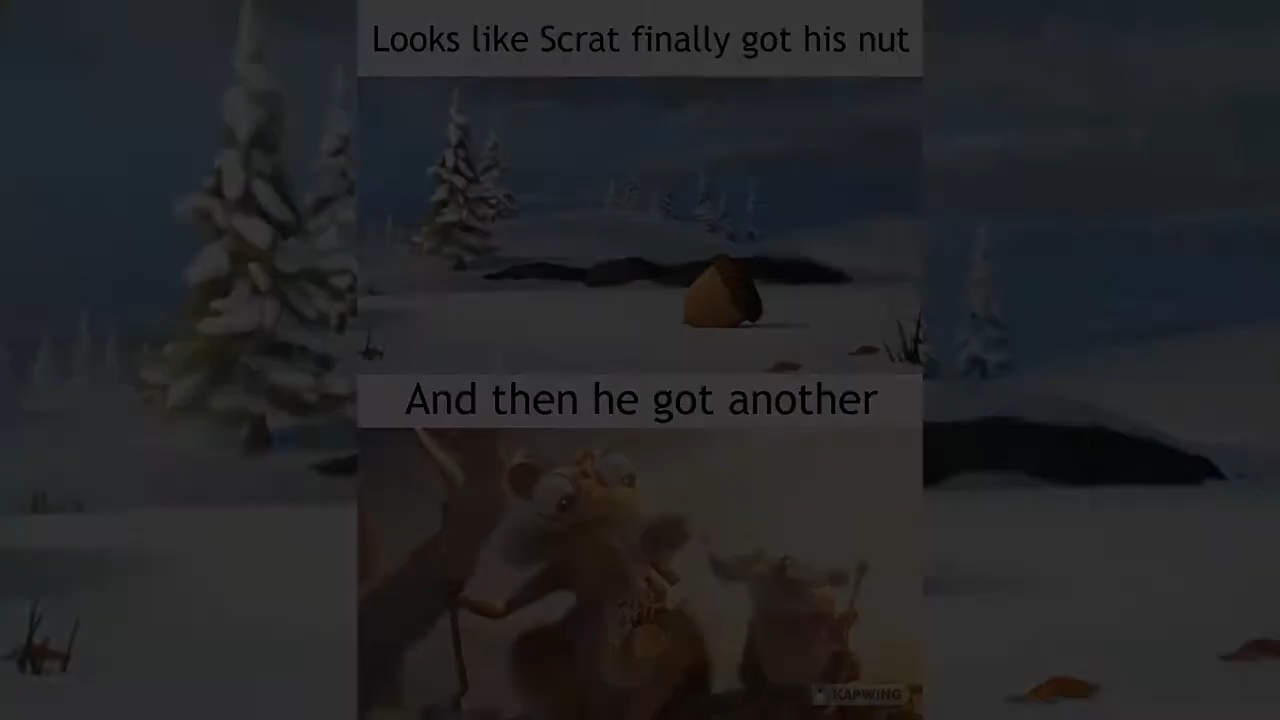 Looks like Scrat finally got his nut
And then he got another
KAPWING